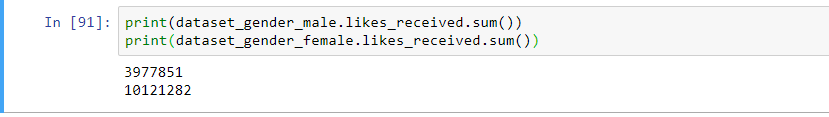 In [91]: print(dataset_gender_male.likes_received.sum())
print(dataset_gender_female.likes_received.sum())
3977851
10121282